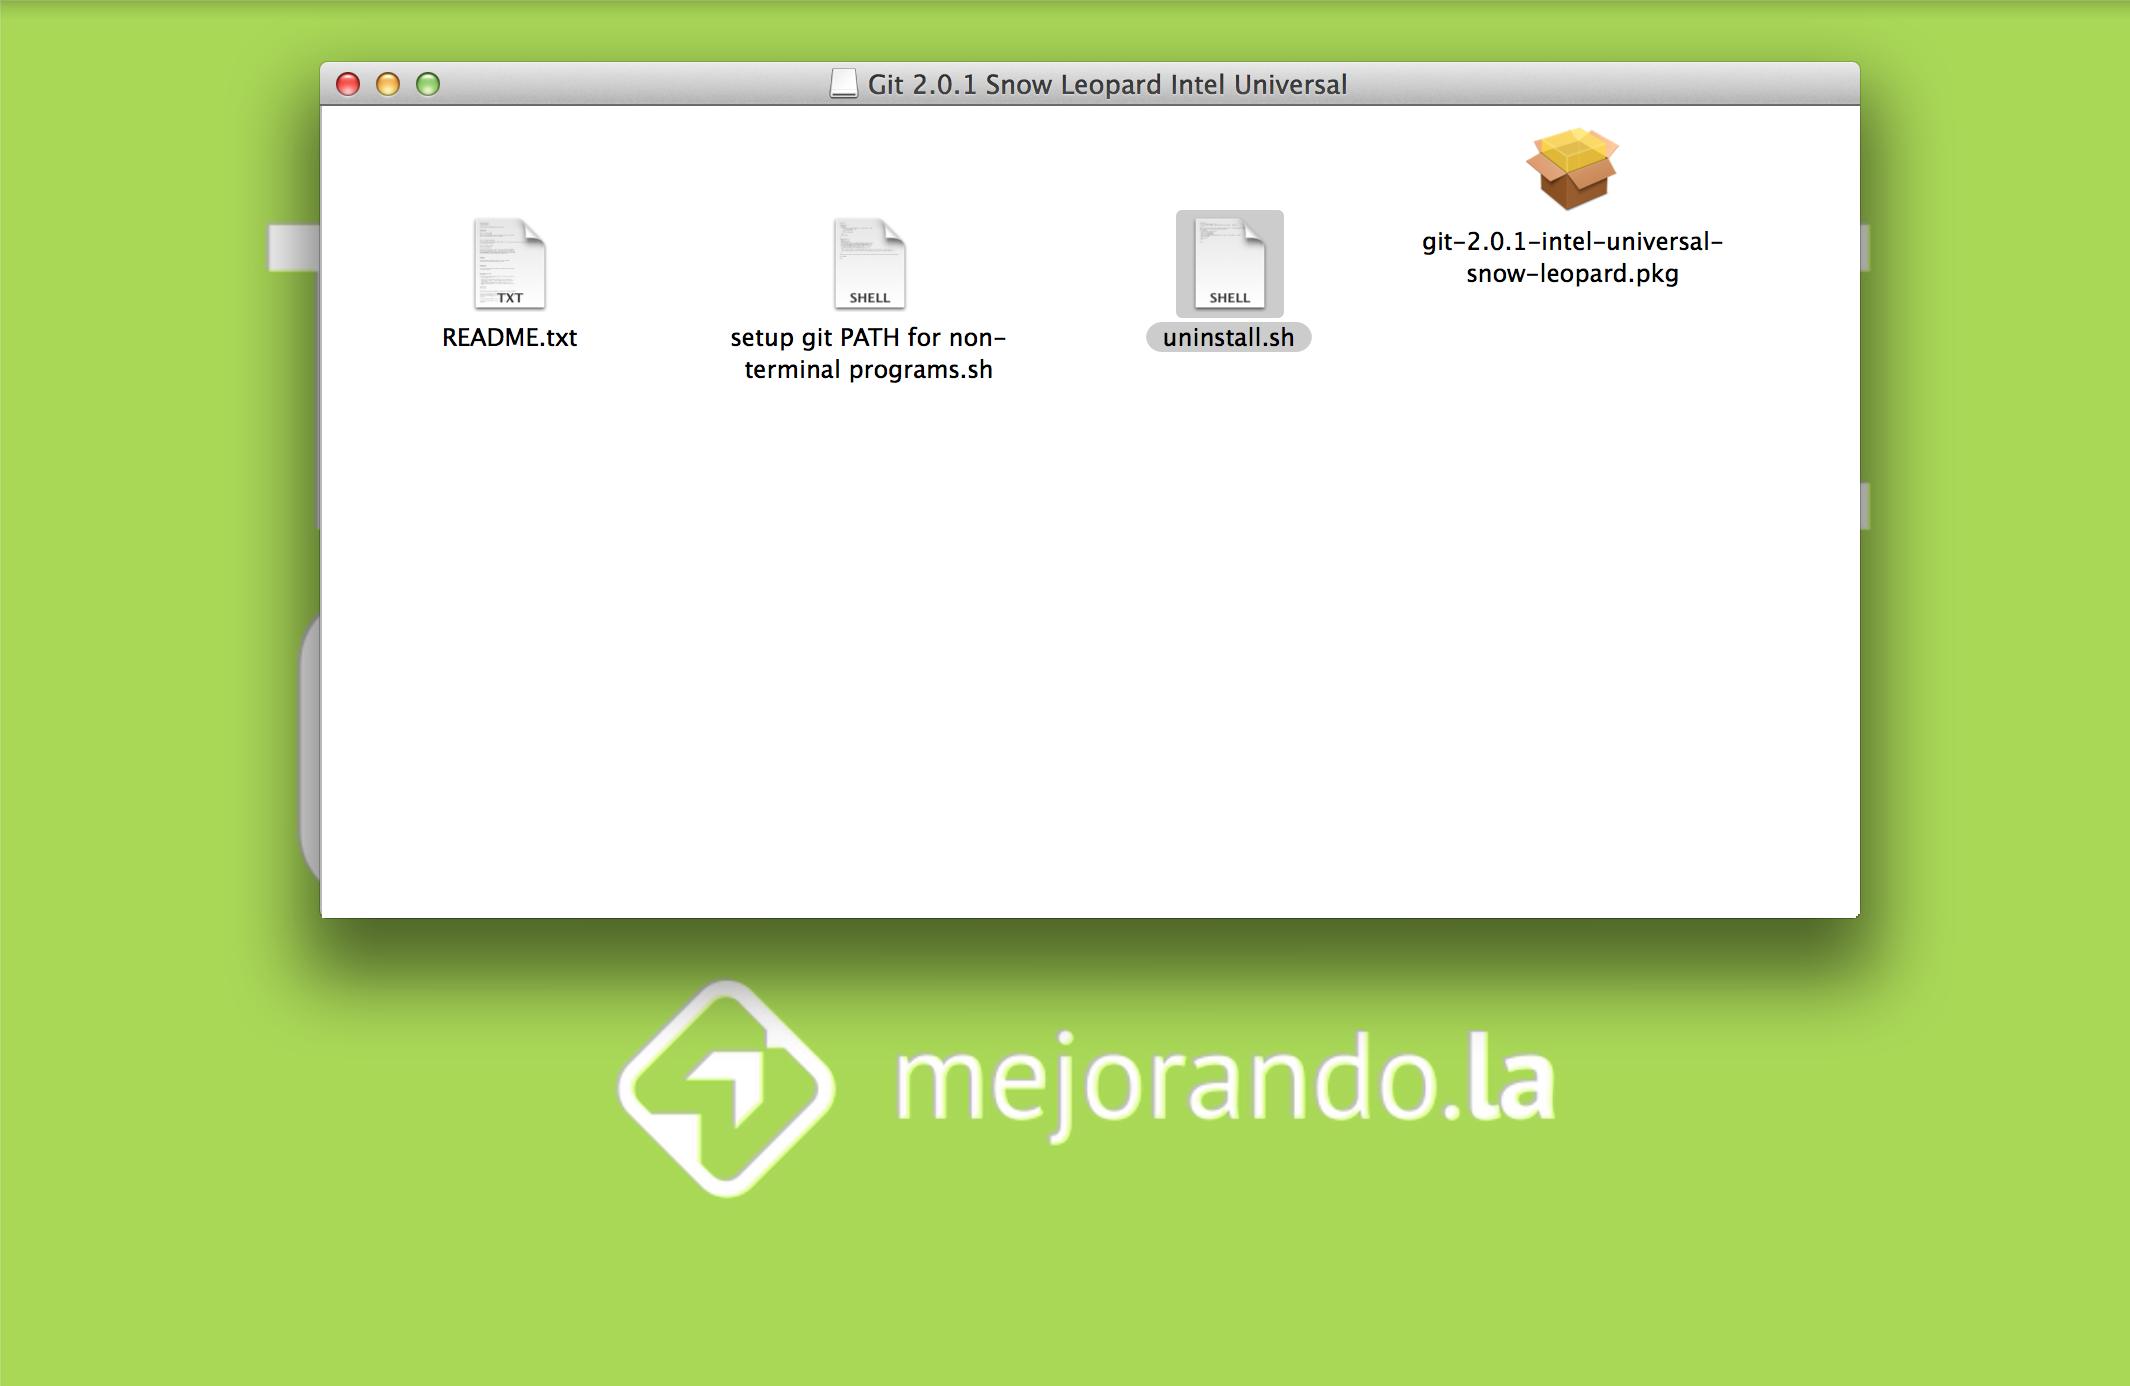 Git 2.0.1 Snow Leopard Intel Universal
TXT
README.txt
SHELL
setup git PATH for non-
terminal programs.sh
SHELL
uninstall.sh
git-2.0.1-intel-universal-
snow-leopard.pkg
mejorando.la